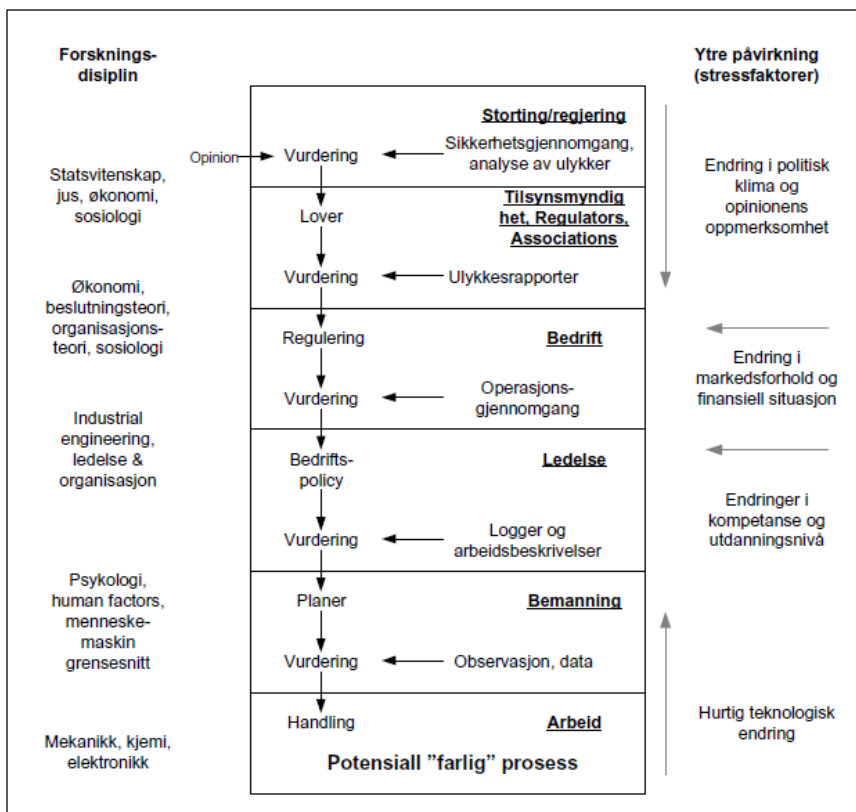 Forsknings-
disiplin
Ytre påvirkning
(stressfaktorer)
Storting/regjering
Opinion
Vurdering
Sikkerhetsgjennomgang,
analyse av ulykker
Statsvitenskap,
jus, økonomi,
sosiologi
Endring i politisk
klima og
opinionens
oppmerksomhet
Lover
Tilsynsmyndig
het, Regulators,
Associations
Vurdering
Ulykkesrapporter
Økonomi,
beslutningsteori,
organisasjons-
teori, sosiologi
Regulering
Bedrift
Endring i
markedsforhold og
finansiell situasjon
Vurdering
Operasjons-
gjennomgang
Industrial
engineering,
ledelse &
organisasjon
Bedrifts-
policy
Ledelse
Endringer i
kompetanse og
utdanningsnivå
Vurdering
Logger og
arbeidsbeskrivelser
Psykologi,
human factors,
menneske-
maskin
grensesnitt
Planer
Bemanning
Vurdering
Observasjon, data
Handling
Arbeid
Hurtig teknologisk
endring
Mekanikk, kjemi,
elektronikk
Potensiall ”farlig” prosess